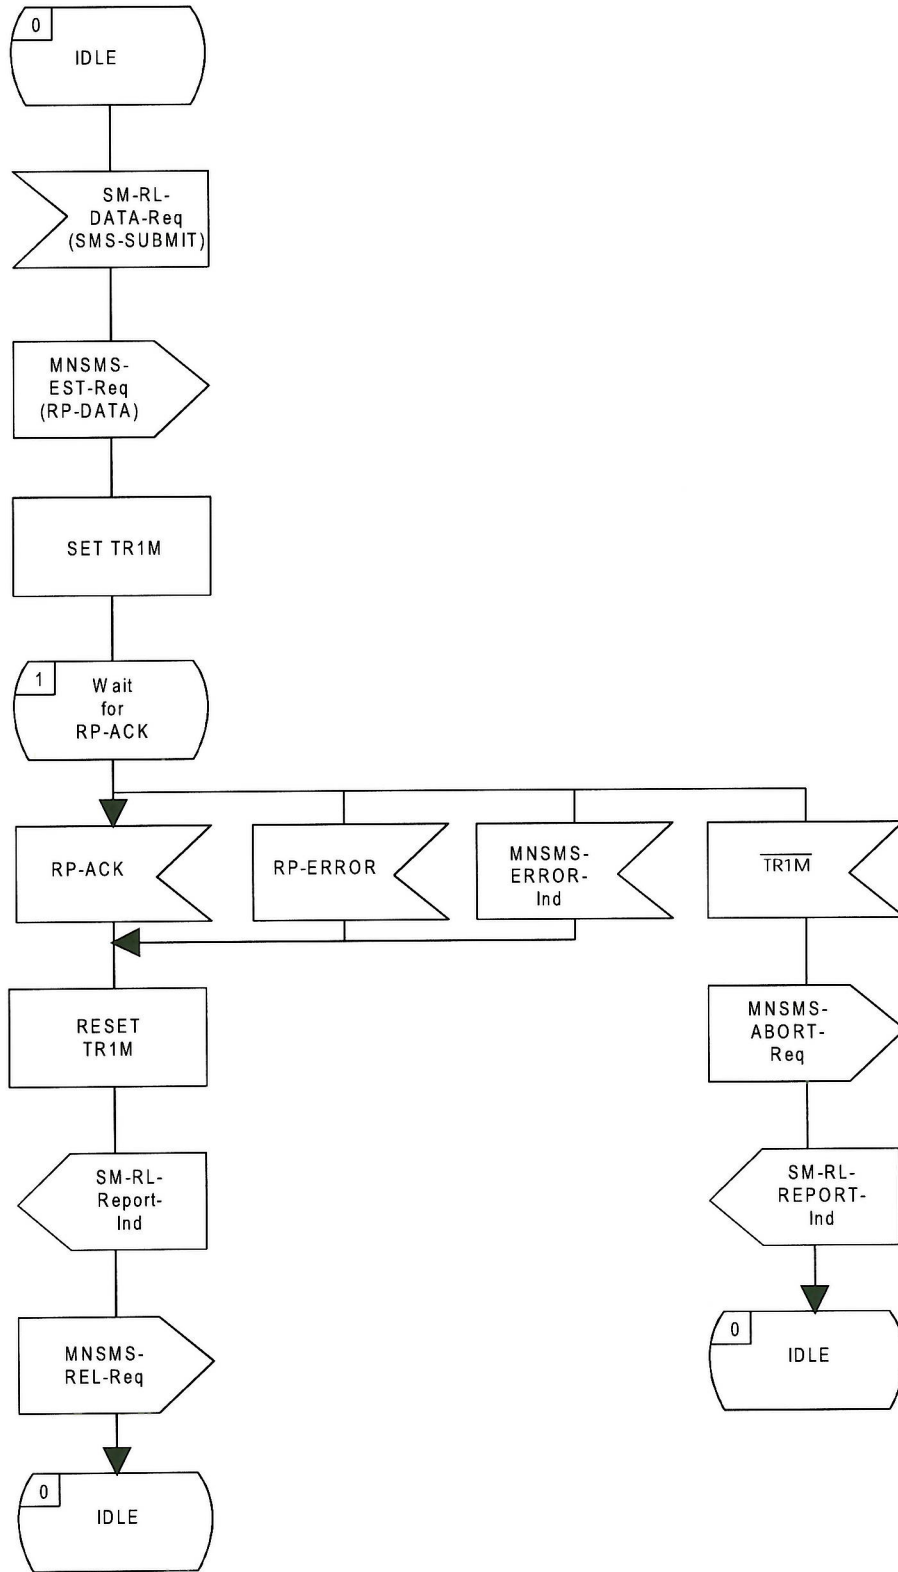 0
IDLE
SM-RL-
DATA-Req
(SMS-SUBMIT)
MNSMS-
EST-Req
(RP-DATA)
SET TR1M
1
Wait
for
RP-ACK
RP-ACK
RP-ERROR
MNSMS-
ERROR-
Ind
TR1M
RESET
TR1M
MNSMS-
ABORT-
Req
SM-RL-
Report-
Ind
SM-RL-
REPORT-
Ind
MNSMS-
REL-Req
0
IDLE
0
IDLE